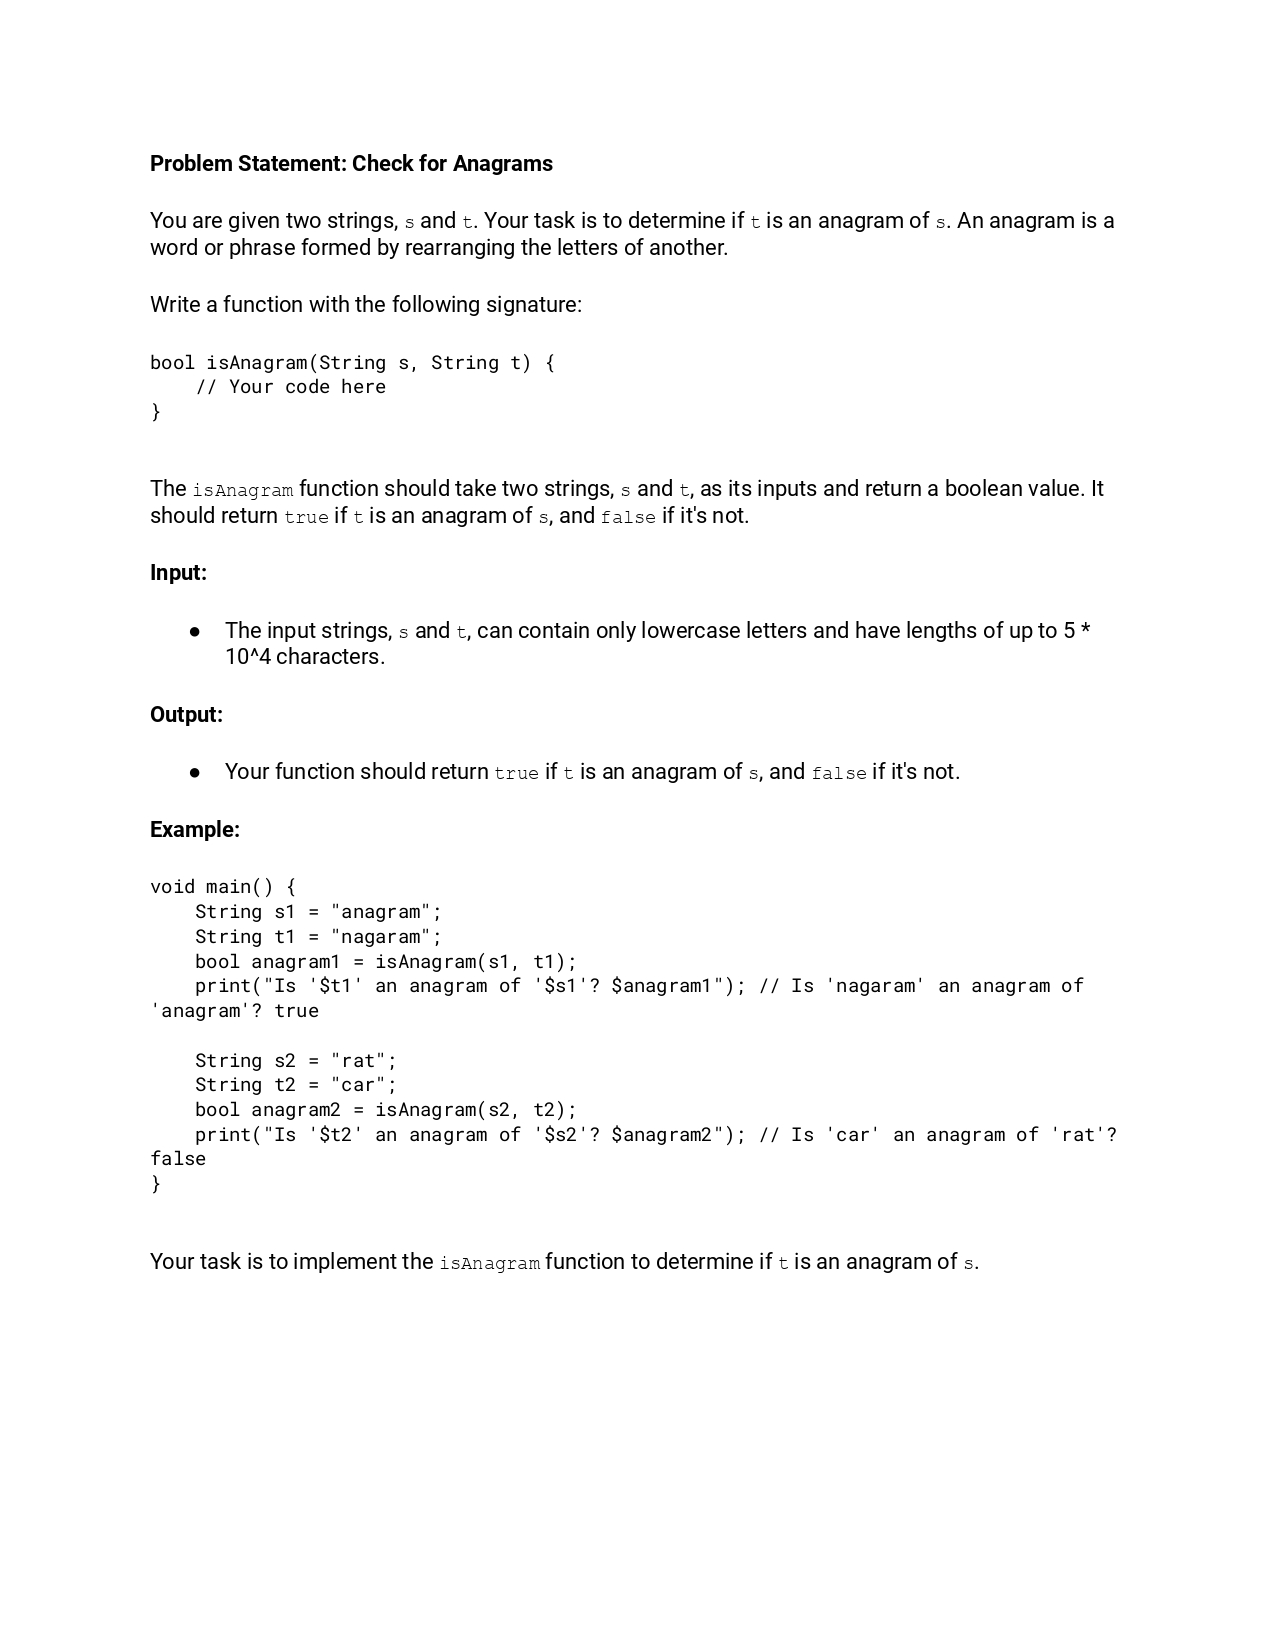 Problem Statement: Check for Anagrams
You are given two strings, s and t. Your task is to determine if t is an anagram of s. An anagram is a
word or phrase formed by rearranging the letters of another.
Write a function with the following signature:
bool isAnagram(String s, String t) {
    // Your code here
}
The isAnagram function should take two strings, s and t, as its inputs and return a boolean value. It
should return true if t is an anagram of s, and false if it's not.
Input:
● The input strings, s and t, can contain only lowercase letters and have lengths of up to 5 *
10^4 characters.
Output:
● Your function should return true if t is an anagram of s, and false if it's not.
Example:
void main() {
    String s1 = "anagram";
    String t1 = "nagaram";
    bool anagram1 = isAnagram(s1, t1);
    print("Is '$t1' an anagram of '$s1'? $anagram1"); // Is 'nagaram' an anagram of
'anagram'? true
    String s2 = "rat";
    String t2 = "car";
    bool anagram2 = isAnagram(s2, t2);
    print("Is '$t2' an anagram of '$s2'? $anagram2"); // Is 'car' an anagram of 'rat'?
false
}
Your task is to implement the isAnagram function to determine if t is an anagram of s.